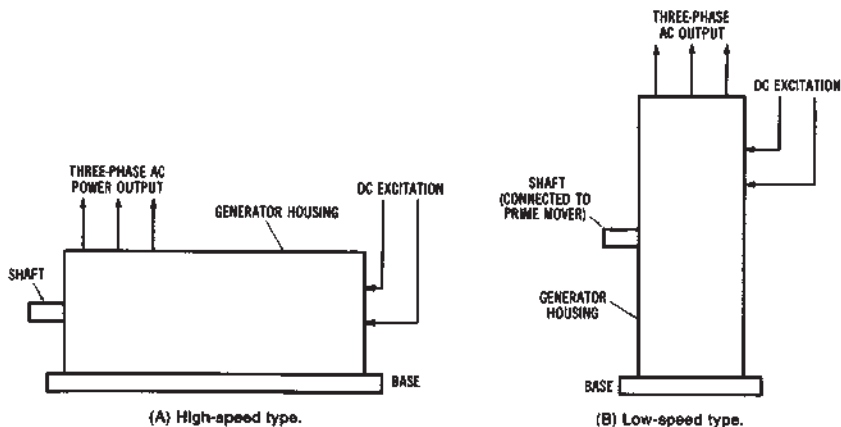 THREE-PHASE AC
POWER OUTPUT
DC EXCITATION
GENERATOR HOUSING
SHAFT
BASE
(A) High-speed type.
(B)
THREE-PHASE
AC OUTPUT
DC EXCITATION
SHAFT
(CONNECTED TO
PRIME MOVER)
GENERATOR
HOUSING
BASE
(B) Low-speed type.